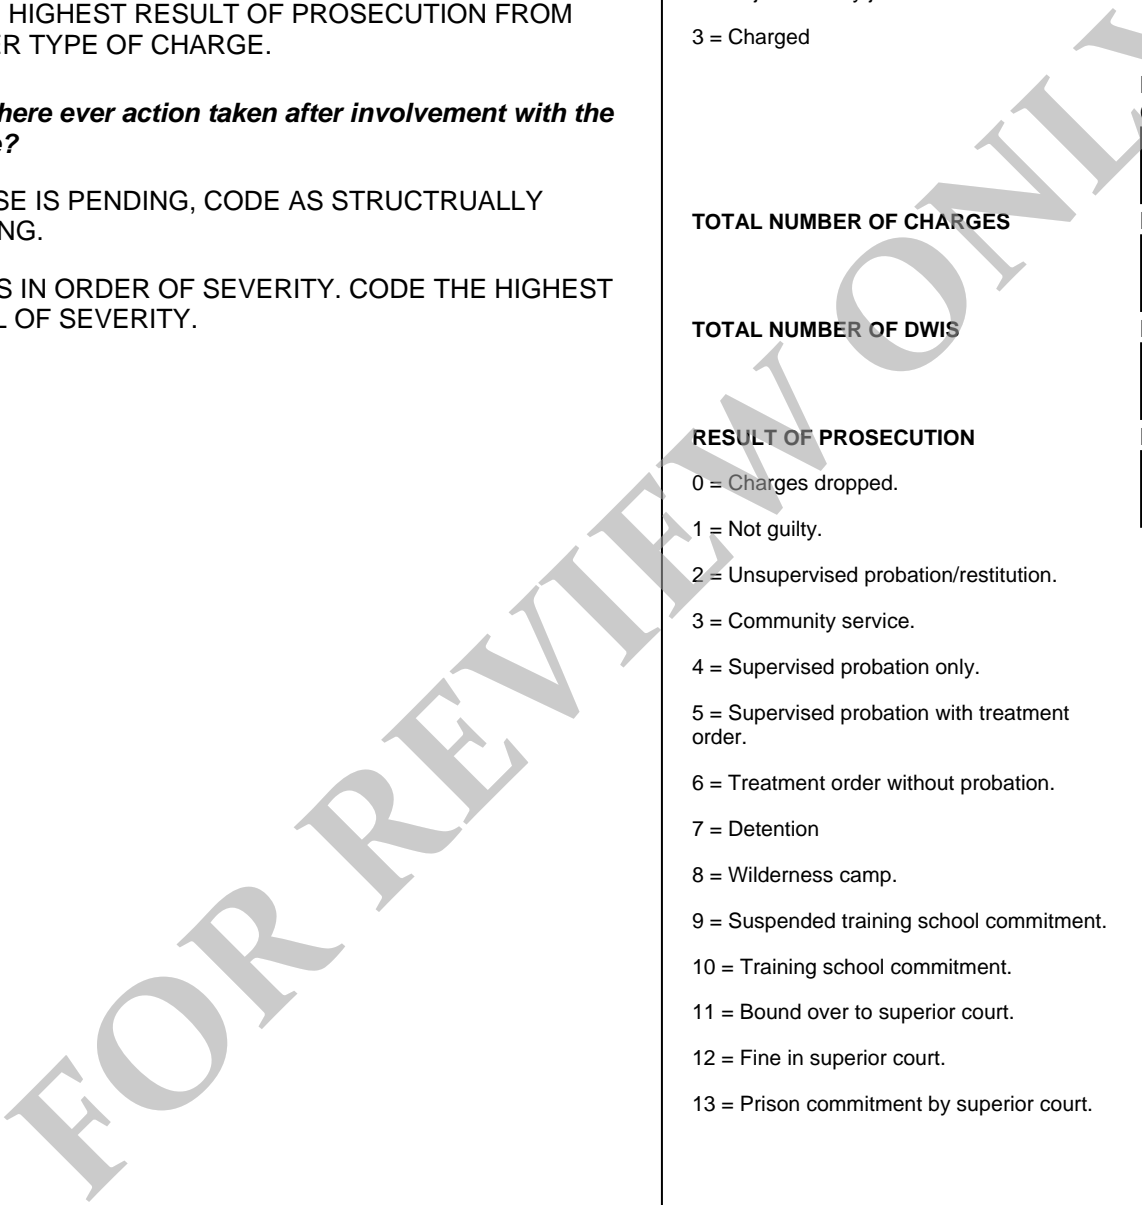 HIGHEST RESULT OF PROSECUTION FROM
TYPE OF CHARGE.
here ever action taken after involvement with the
?
SE IS PENDING, CODE AS STRUCTRUALLY
NG.
S IN ORDER OF SEVERITY. CODE THE HIGHEST
L OF SEVERITY.
3 = Charged
TOTAL NUMBER OF CHARGES
TOTAL NUMBER OF DWIS
RESULT OF PROSECUTION
0 = Charges dropped.
1 = Not guilty.
2 = Unsupervised probation/restitution.
3 = Community service.
4 = Supervised probation only.
5 = Supervised probation with treatment
order.
6 = Treatment order without probation.
7 = Detention
8 = Wilderness camp.
9 = Suspended training school commitment.
10 = Training school commitment.
11 = Bound over to superior court.
12 = Fine in superior court.
13 = Prison commitment by superior court.
FOR REVIEW ONLY